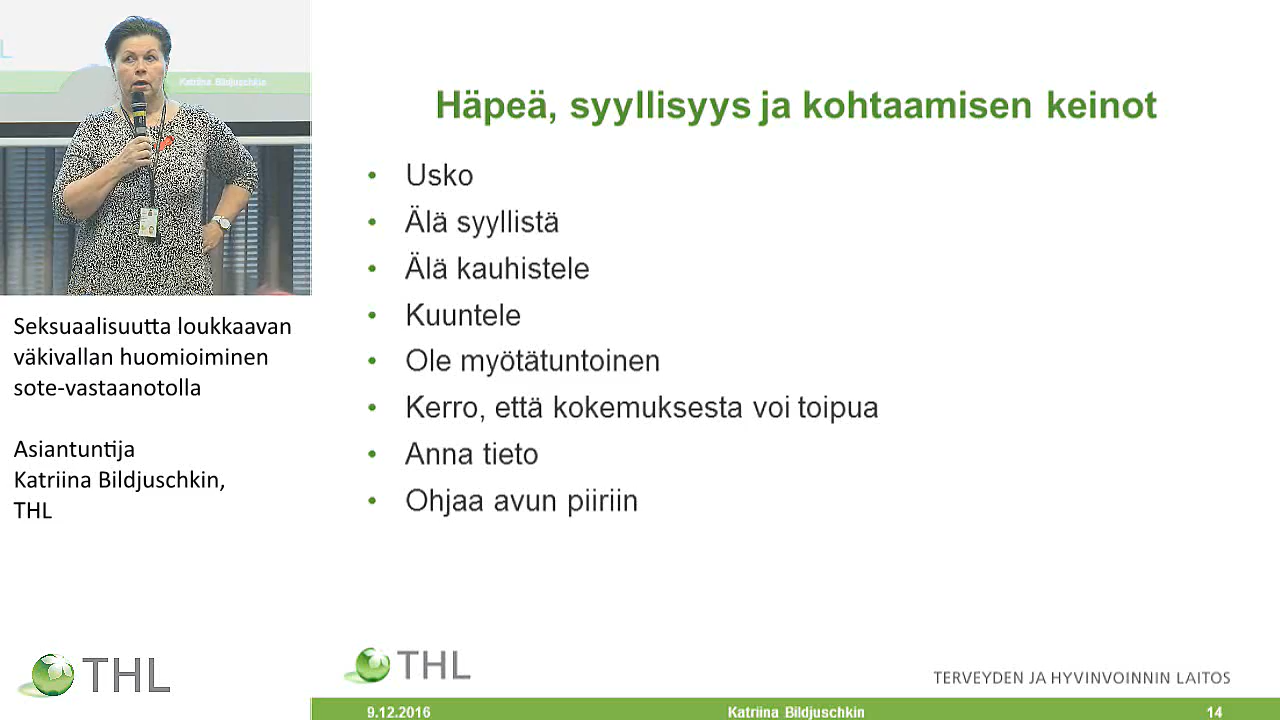 L
Katriina Bildjuschkin
Seksuaalisuutta loukkaavan
väkivallan huomioiminen
sote-vastaanotolla
Asiantuntija
Katriina Bildjuschkin,
THL
THL
Häpeä, syyllisyys ja kohtaamisen keinot
• Usko
• Älä syyllistä
• Älä kauhistele
• Kuuntele
• Ole myötätuntoinen
• Kerro, että kokemuksesta voi toipua
• Anna tieto
• Ohjaa avun piiriin
THL
TERVEYDEN JA HYVINVOINNIN LAITOS
9.12.2016 Katriina Bildjuschkin 14